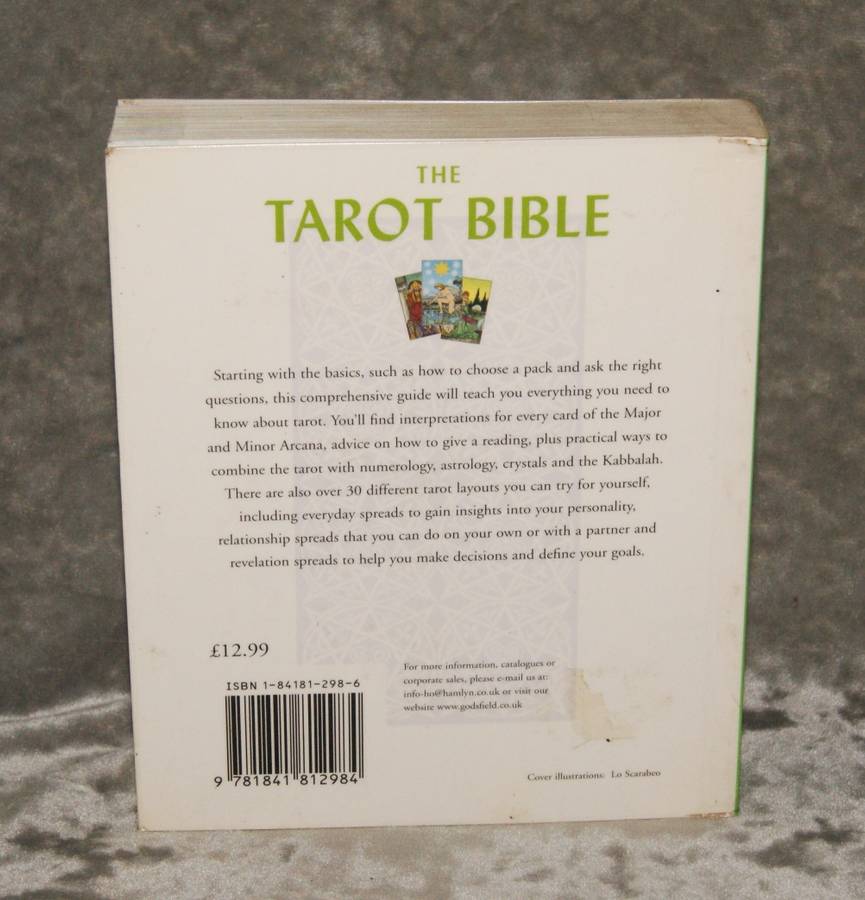 THE
TAROT BIBLE
Starting with the basics, such as how to choose a pack and ask the right
questions, this comprehensive guide will teach you everything you need to
know about tarot. You'll find interpretations for every card of the Major
and Minor Arcana, advice on how to give a reading, plus practical ways to
combine the tarot with numerology, astrology, crystals and the Kabbalah.
There are also over 30 different tarot layouts you can try for yourself,
including everyday spreads to gain insights into your personality,
relationship spreads that you can do on your own or with a partner and
revelation spreads to help you make decisions and define your goals.
£12.99
ISBN 1-84181-298-6
9 781841 812984
For more information, catalogues or
corporate sales, please e-mail us at:
info-ho@hamlyn.co.uk or visit our
website www.godsfield.co.uk
Cover illustrations: Lo Scarabeo